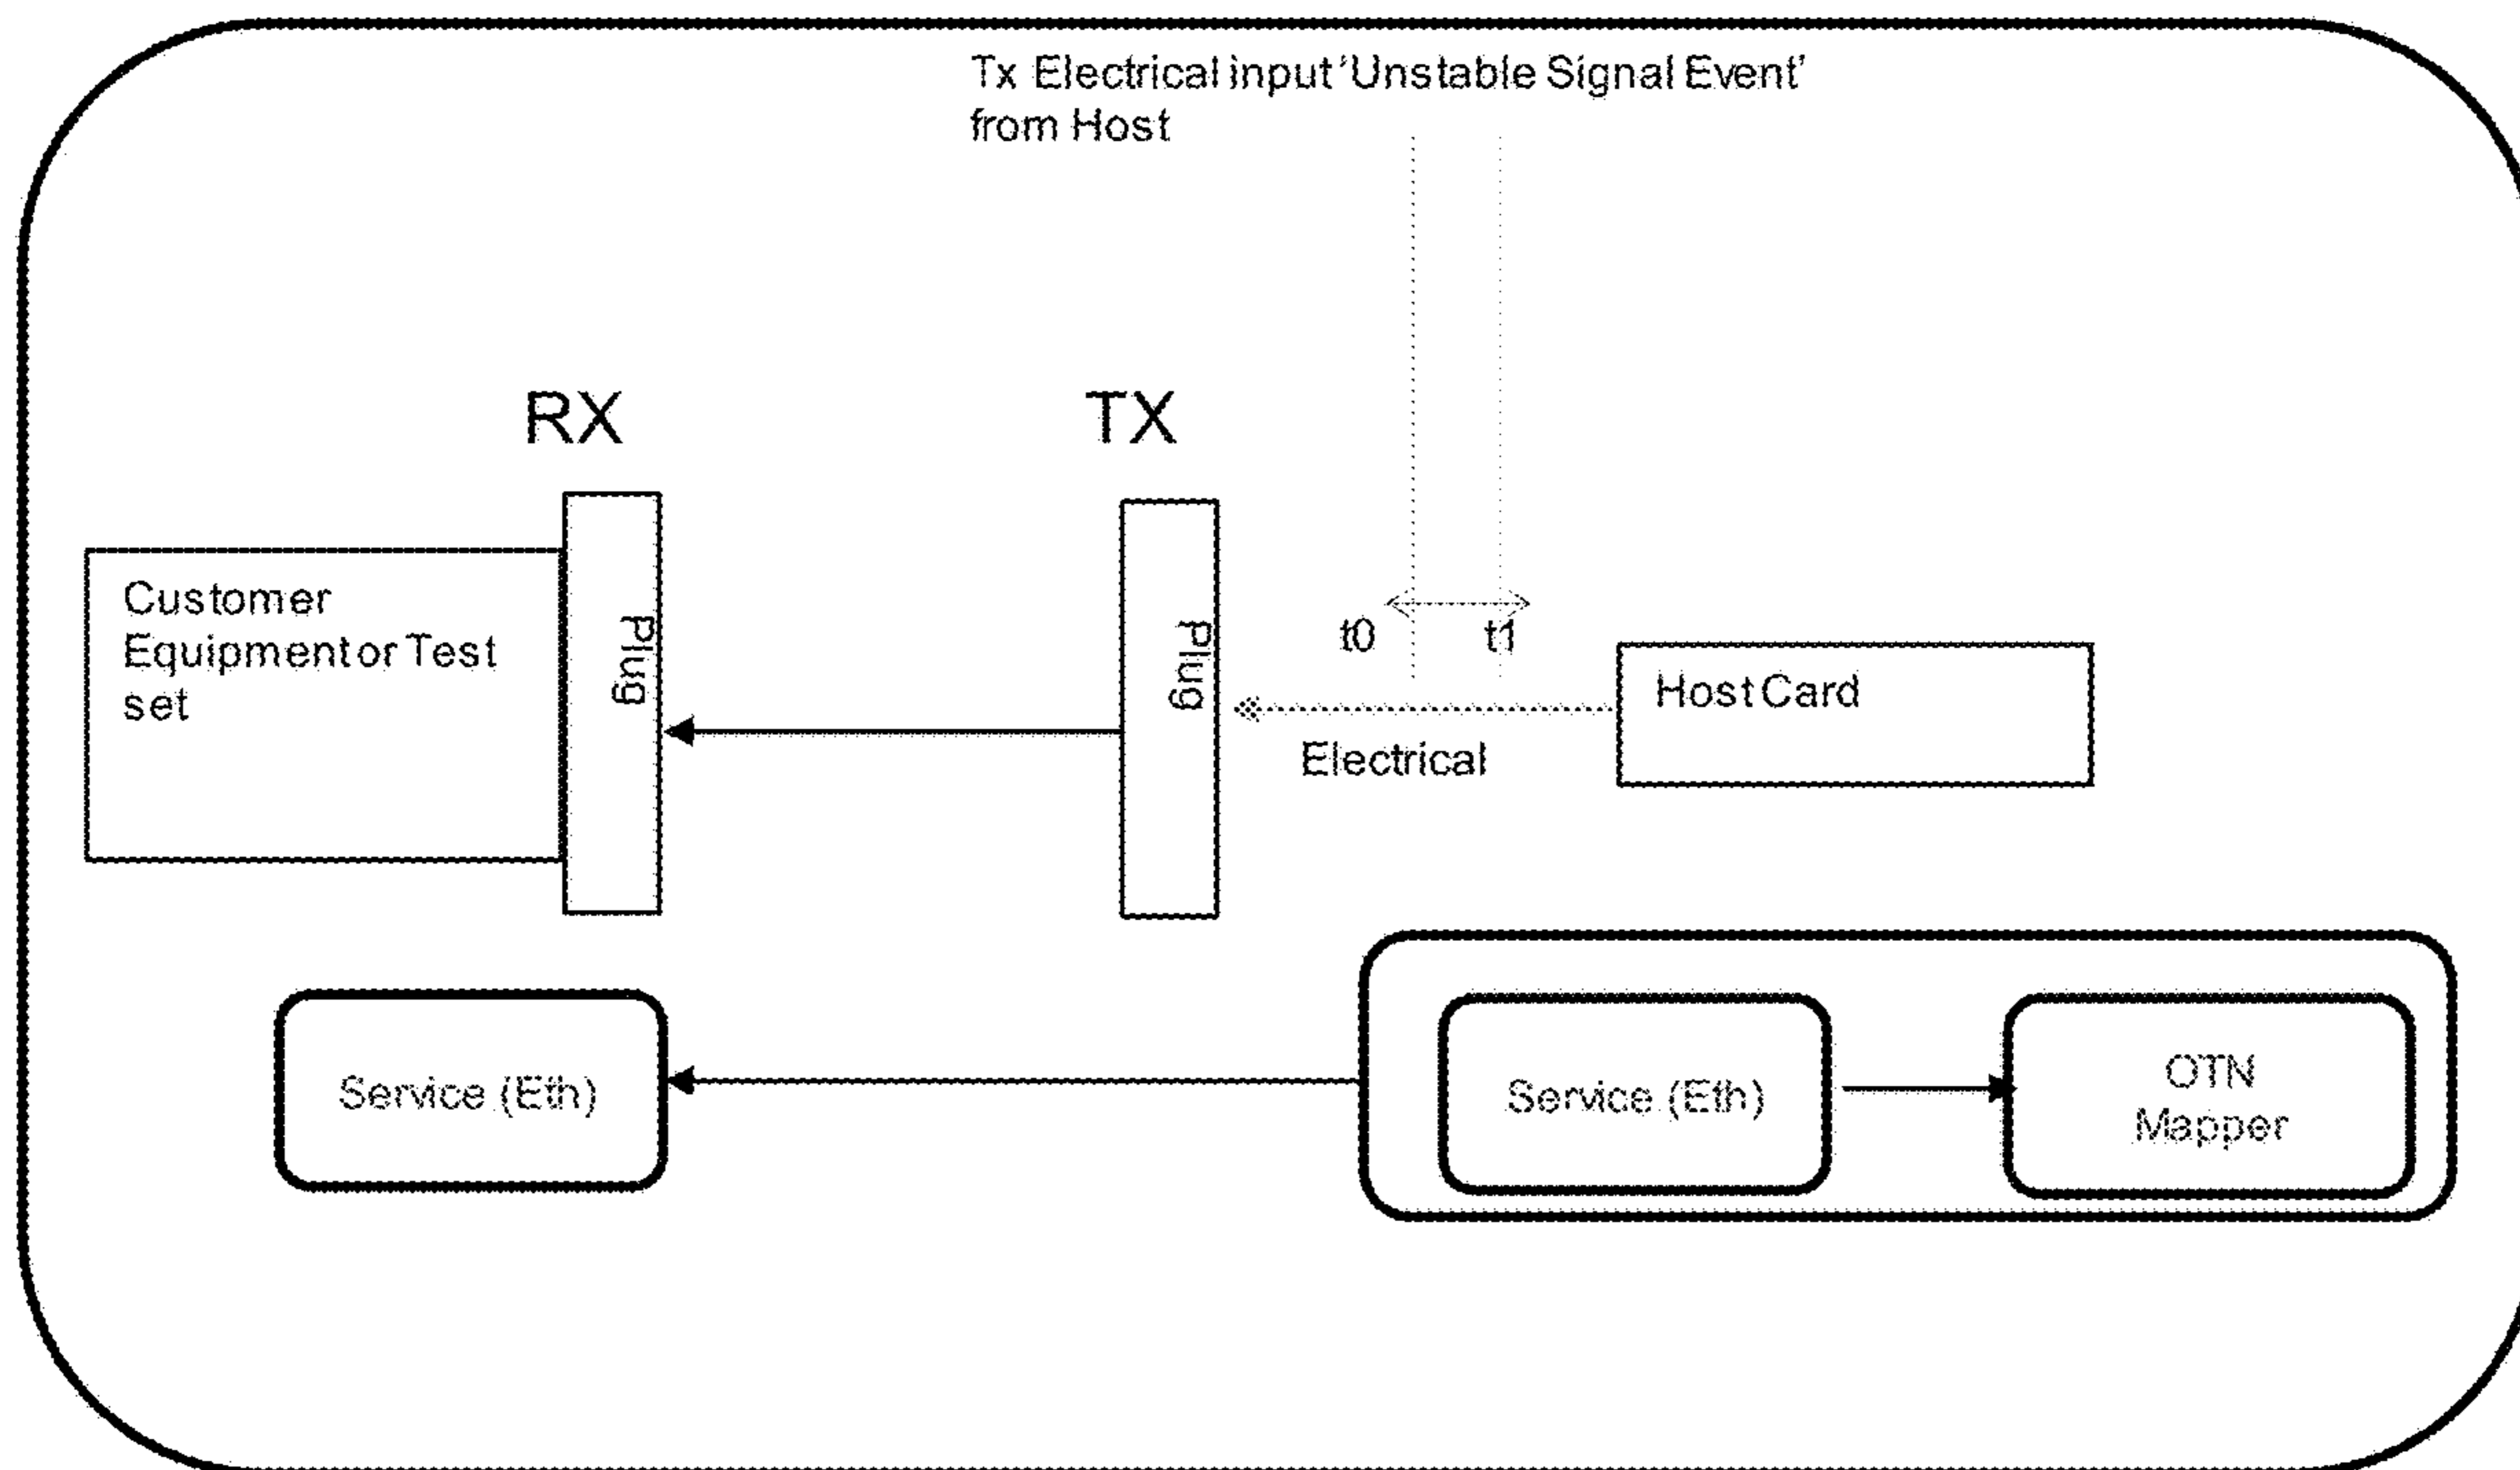 Tx Electrical input 'Unstable Signal Event'
from Host
RX
TX
Customer
Equipment or Test
set
Plug
Plug
t0
t1
Host Card
Electrical
Service (Eth)
Service (Eth)
OTN
Mapper